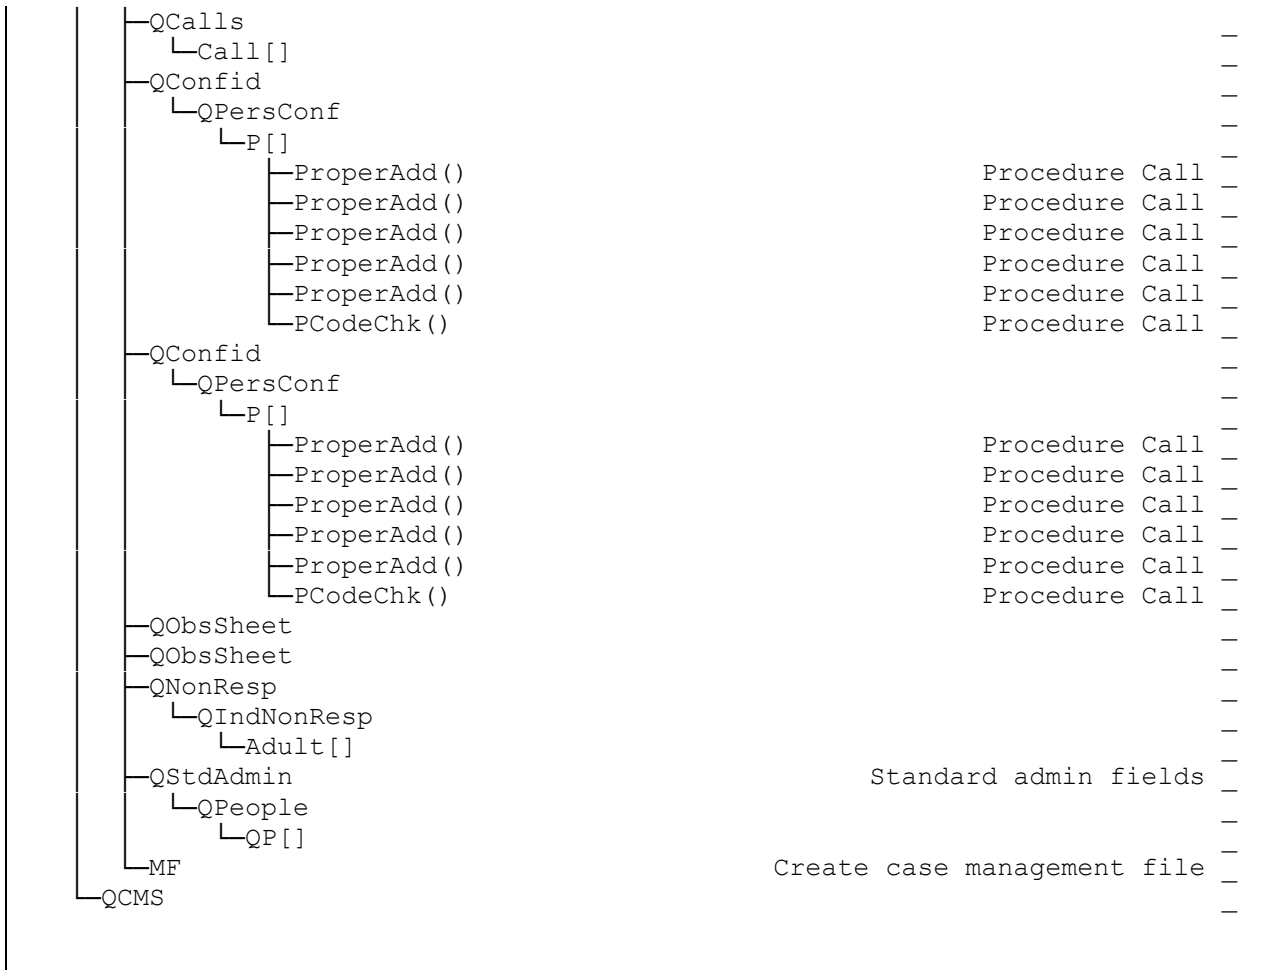 │  ├─QCalls _
│  │  └─Call[] _
│  ├─QConfid _
│  │  └─QPersConf _
│  │     └─P[] _
│  │        ├─ProperAdd() Procedure Call _
│  │        ├─ProperAdd() Procedure Call _
│  │        ├─ProperAdd() Procedure Call _
│  │        ├─ProperAdd() Procedure Call _
│  │        ├─ProperAdd() Procedure Call _
│  │        └─PCodeChk() Procedure Call _
│  ├─QConfid _
│  │  └─QPersConf _
│  │     └─P[] _
│  │        ├─ProperAdd() Procedure Call _
│  │        ├─ProperAdd() Procedure Call _
│  │        ├─ProperAdd() Procedure Call _
│  │        ├─ProperAdd() Procedure Call _
│  │        ├─ProperAdd() Procedure Call _
│  │        └─PCodeChk() Procedure Call _
│  ├─QObsSheet _
│  ├─QObsSheet _
│  ├─QNonResp _
│  │  └─QIndNonResp _
│  │     └─Adult[] _
│  ├─QStdAdmin Standard admin fields _
│  │  └─QPeople _
│  │     └─QP[] _
│  └─MF Create case management file _
└─QCMS _